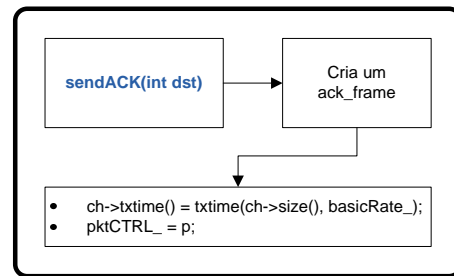 sendACK(int dst)
Cria um
ack_frame
• ch->txtime() = txtime(ch->size(), basicRate_);
• pktCTRL_ = p;